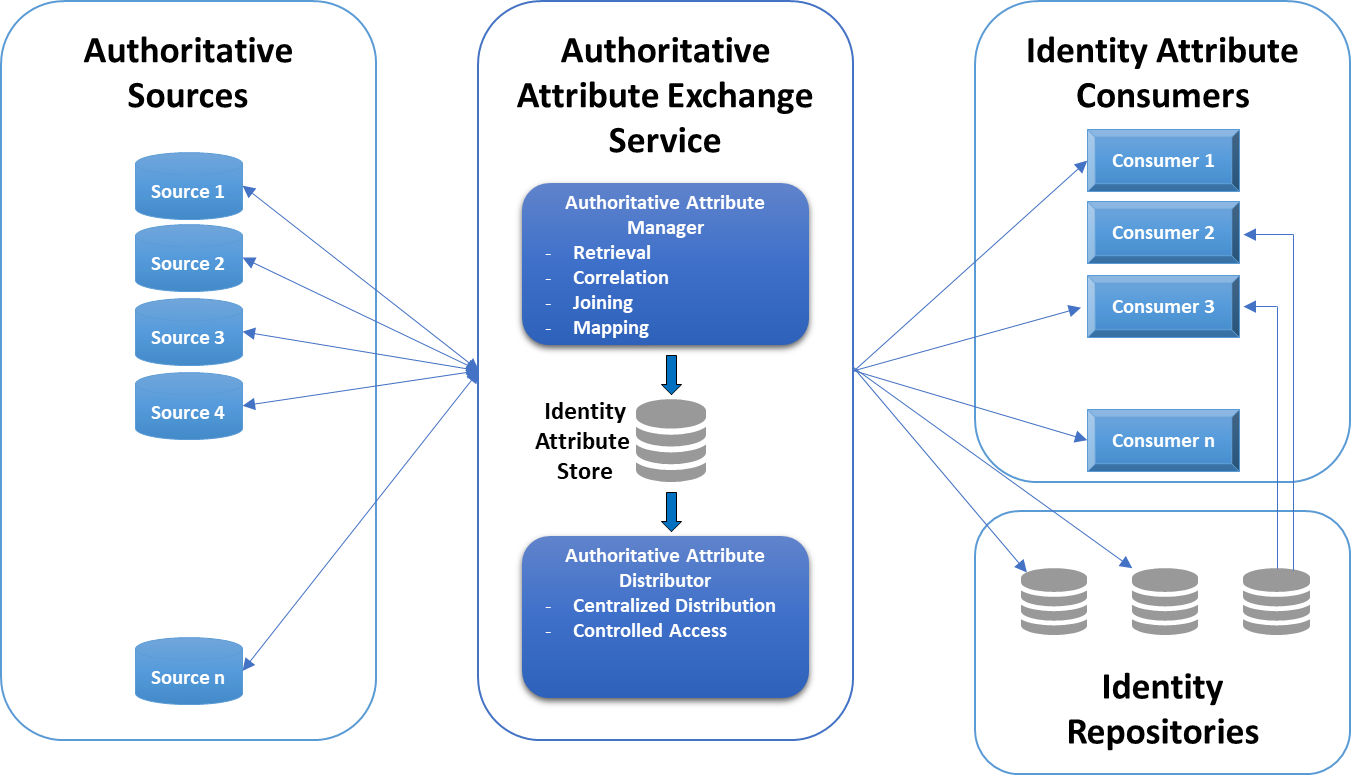 Authoritative
Sources
Source 1
Source 2
Source 3
Source 4
Source n
Authoritative
Attribute Exchange
Service
Authoritative Attribute
Manager
- Retrieval
- Correlation
- Joining
- Mapping
Identity
Attribute
Store
Authoritative Attribute
Distributor
- Centralized Distribution
- Controlled Access
Identity Attribute
Consumers
Consumer 1
Consumer 2
Consumer 3
Consumer n
Identity
Repositories